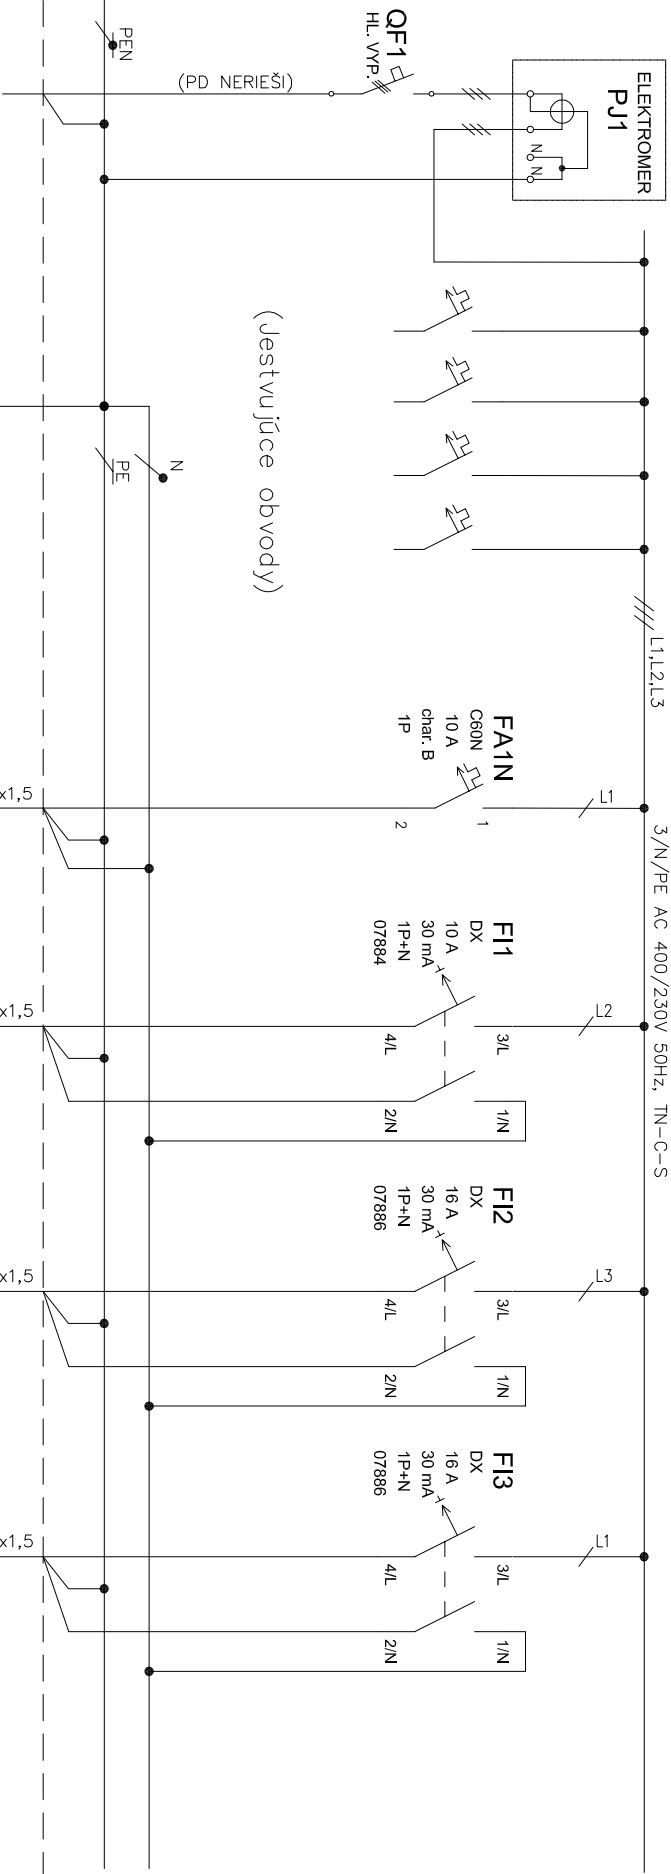 ELEKTROMER
PJ1
N
N
QF1
HL. VYP.
(PD NERIEŠI)
PEN
(Jestvujúce obvody)
N
PE
L1,L2,L3
3/N/PE AC 400/230V 50Hz, TN-C-S
FA1N
C60N
10 A
char. B
1P
L1
1
2
x1,5
FI1
DX
10 A
30 mA
1P+N
07884
L2
3/L
4/L
1/N
2/N
x1,5
FI2
DX
16 A
30 mA
1P+N
07886
L3
3/L
4/L
1/N
2/N
x1,5
FI3
DX
16 A
30 mA
1P+N
07886
L1
3/L
4/L
1/N
2/N
x1,5